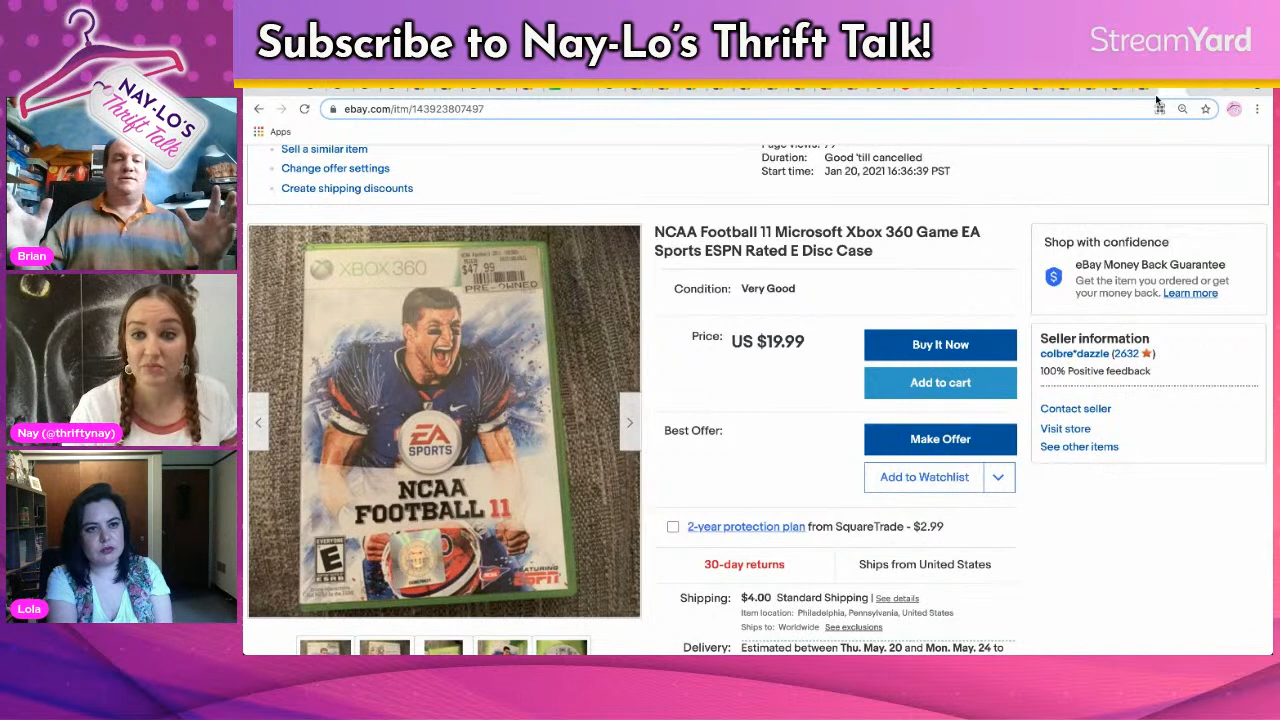 Subscribe to Nay-Lo's Thrift Talk!
StreamYard
NAY-LO'S
Thrift Talk
Brian
Nay (@thriftynay)
Lola
ebay.com/itm/143923807497
Apps
Sell a similar item
Change offer settings
Create shipping discounts
Duration: Good 'till cancelled
Start time: Jan 20, 2021 16:36:39 PST
XBOX 360
$47.99
PRE-OWNED
EA
SPORTS
NCAA
FOOTBALL 11
EVERYONE
E
ESRB
FEATURING
ESPN
NCAA Football 11 Microsoft Xbox 360 Game EA
Sports ESPN Rated E Disc Case
Condition: Very Good
Price: US $19.99
Buy It Now
Add to cart
Best Offer:
Make Offer
Add to Watchlist
2-year protection plan from SquareTrade - $2.99
30-day returns
Ships from United States
Shipping: $4.00 Standard Shipping | See details
Item location: Philadelphia, Pennsylvania, United States
Ships to: Worldwide See exclusions
Delivery: Estimated between Thu. May. 20 and Mon. May. 24 to
Shop with confidence
eBay Money Back Guarantee
Get the item you ordered or get
your money back. Learn more
Seller information
colbre*dazzle (2632)
100% Positive feedback
Contact seller
Visit store
See other items